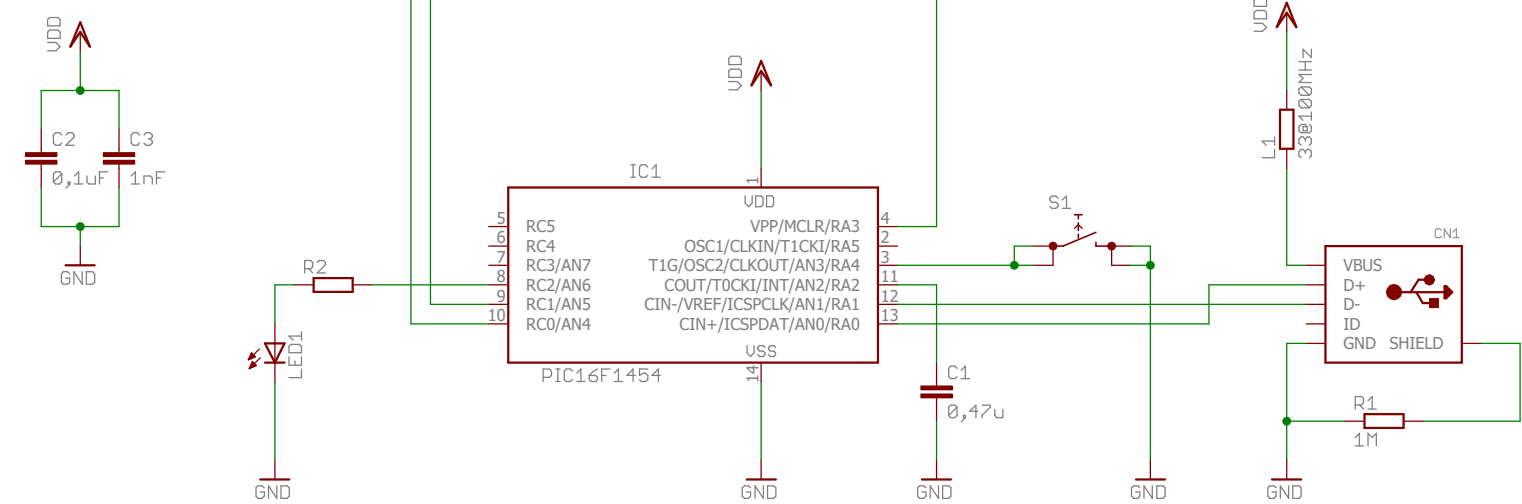 VDD
C2
0,1uF
C3
1nF
GND
R2
LED1
GND
VDD
IC1
1
VDD
5 RC5
6 RC4
7 RC3/AN7
8 RC2/AN6
9 RC1/AN5
10 RC0/AN4
VPP/MCLR/RA3 4
OSC1/CLKIN/T1CKI/RA5 2
T1G/OSC2/CLKOUT/AN3/RA4 3
COUT/T0CKI/INT/AN2/RA2 11
CIN-/VREF/ICSPCLK/AN1/RA1 12
CIN+/ICSPDAT/AN0/RA0 13
VSS
14
PIC16F1454
GND
C1
0,47u
GND
S1
GND
VDD
L1
33@100MHz
CN1
VBUS
D+
D-
ID
GND SHIELD
R1
1M
GND